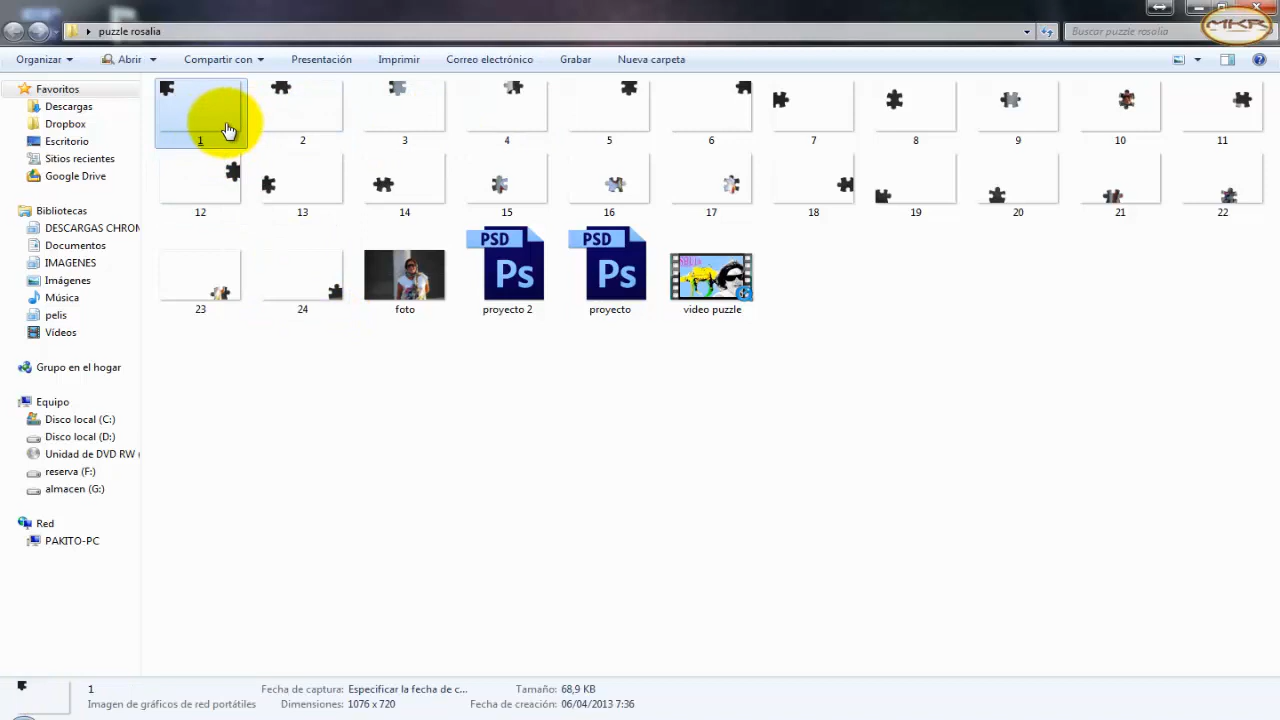 puzzle rosalia
Buscar puzzle rosalia
MKR
Organizar
Abrir
Compartir con
Presentación
Imprimir
Correo electrónico
Grabar
Nueva carpeta
Favoritos
Descargas
Dropbox
Escritorio
Sitios recientes
Google Drive
Bibliotecas
DESCARGAS CHRON
Documentos
IMAGENES
Imágenes
Música
pelis
Vídeos
Grupo en el hogar
Equipo
Disco local (C:)
Disco local (D:)
Unidad de DVD RW (
reserva (F:)
almacen (G:)
Red
PAKITO-PC
1 2 3 4 5 6 7 8 9 10 11
12 13 14 15 16 17 18 19 20 21 22
PSD PSD
Ps Ps
23 24 foto proyecto 2 proyecto video puzzle
1 Fecha de captura: Especificar la fecha de c... Tamaño: 68,9 KB
Imagen de gráficos de red portátiles Dimensiones: 1076 x 720 Fecha de creación: 06/04/2013 7:36